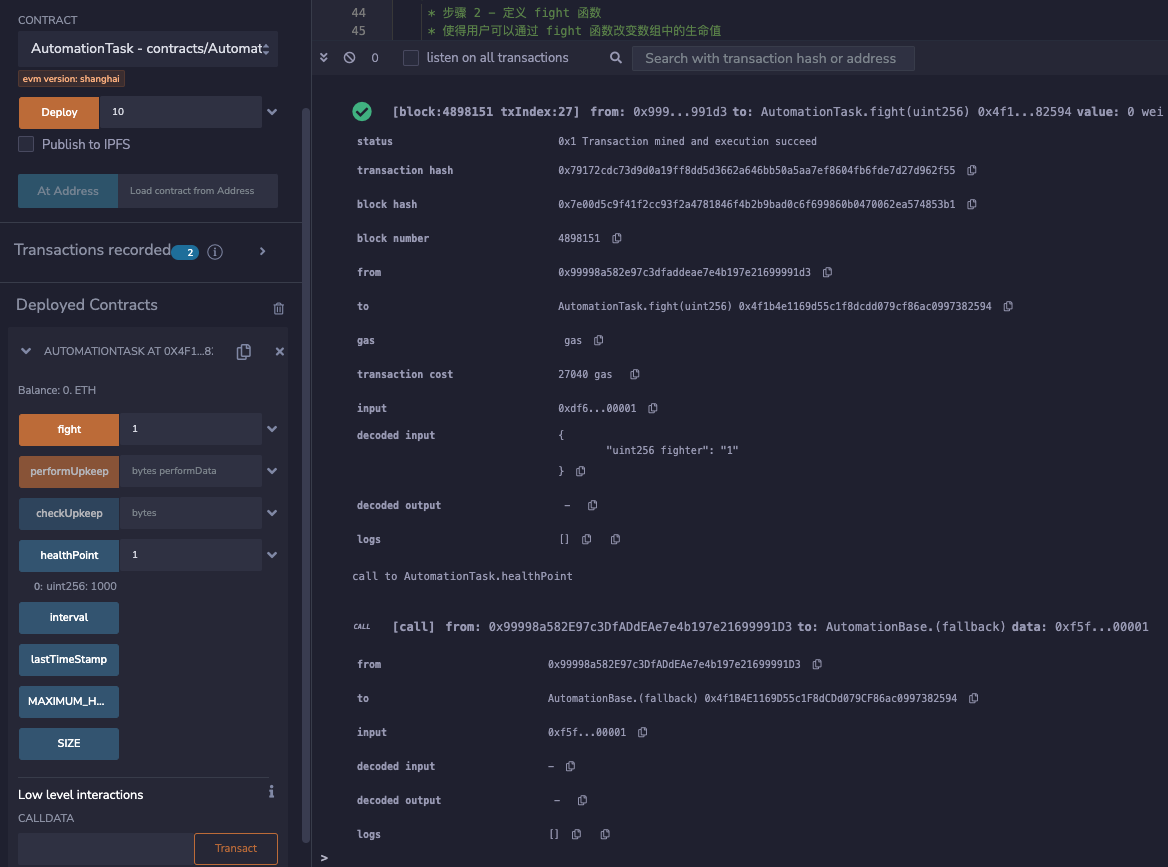 CONTRACT
AutomationTask - contracts/Automat
evm version: shanghai
Deploy 10
Publish to IPFS
At Address Load contract from Address
Transactions recorded 2 i
Deployed Contracts
AUTOMATIONTASK AT 0X4F1...8
Balance: 0. ETH
fight 1
performUpkeep bytes performData
checkUpkeep bytes
healthPoint 1
0: uint256: 1000
interval
lastTimeStamp
MAXIMUM_H...
SIZE
Low level interactions i
CALLDATA
Transact
44 * 步骤 2 - 定义 fight 函数
45 * 使得用户可以通过 fight 函数改变数组中的生命值
0 listen on all transactions Search with transaction hash or address
[block:4898151 txIndex:27] from: 0x999...991d3 to: AutomationTask.fight(uint256) 0x4f1...82594 value: 0 wei
status 0x1 Transaction mined and execution succeed
transaction hash 0x79172cdc73d9d0a19ff8dd5d3662a646bb50a5aa7ef8604fb6fde7d27d962f55
block hash 0x7e00d5c9f41f2cc93f2a4781846f4b2b9bad0c6f699860b0470062ea574853b1
block number 4898151
from 0x99998a582e97c3dfaddeae7e4b197e21699991d3
to AutomationTask.fight(uint256) 0x4f1b4e1169d55c1f8dcdd079cf86ac0997382594
gas gas
transaction cost 27040 gas
input 0xdf6...00001
decoded input {
"uint256 fighter": "1"
}
decoded output -
logs []
call to AutomationTask.healthPoint
CALL [call] from: 0x99998a582E97c3DfADdEAe7e4b197e21699991D3 to: AutomationBase.(fallback) data: 0xf5f...00001
from 0x99998a582E97c3DfADdEAe7e4b197e21699991D3
to AutomationBase.(fallback) 0x4f1B4E1169D55c1F8dCDd079CF86ac0997382594
input 0xf5f...00001
decoded input -
decoded output -
logs []
>